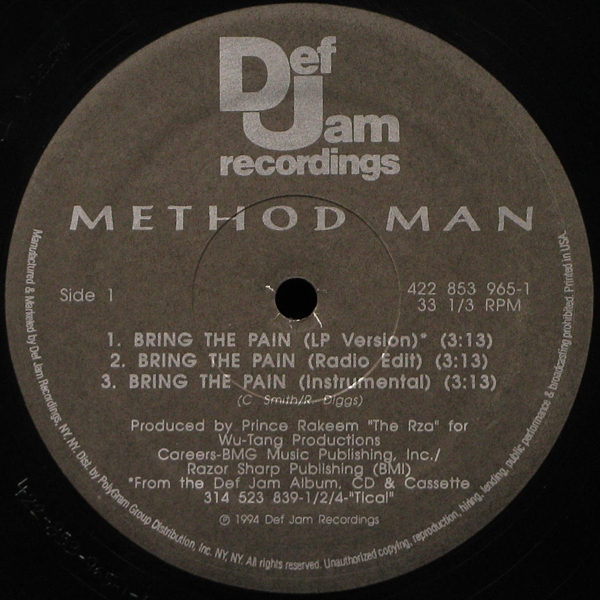 Def
Jam
recordings
METHOD MAN
Side 1
422 853 965-1
33 1/3 RPM
1. BRING THE PAIN (LP Version)* (3:13)
2. BRING THE PAIN (Radio Edit) (3:13)
3. BRING THE PAIN (Instrumental) (3:13)
(C. Smith/R. Diggs)
Produced by Prince Rakeem "The Rza" for
Wu-Tang Productions
Careers-BMG Music Publishing, Inc./
Razor Sharp Publishing (BMI)
*From the Def Jam Album, CD & Cassette
314 523 839-1/2/4-"Tical"
℗ 1994 Def Jam Recordings
Manufactured & Marketed by Def Jam Recordings, NY, NY. Dist. by PolyGram Group Distribution, Inc. NY, NY. All rights reserved. Unauthorized copying, reproduction, hiring, lending, public performance & broadcasting prohibited. Printed in USA.